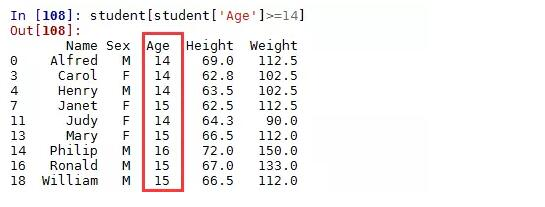 In [108]: student[student['Age']>=14]
Out[108]:
Name Sex Age Height Weight
0 Alfred M 14 69.0 112.5
3 Carol F 14 62.8 102.5
4 Henry M 14 63.5 102.5
7 Janet F 15 62.5 112.5
11 Judy F 14 64.3 90.0
13 Mary F 15 66.5 112.0
14 Philip M 16 72.0 150.0
16 Ronald M 15 67.0 133.0
18 William M 15 66.5 112.0